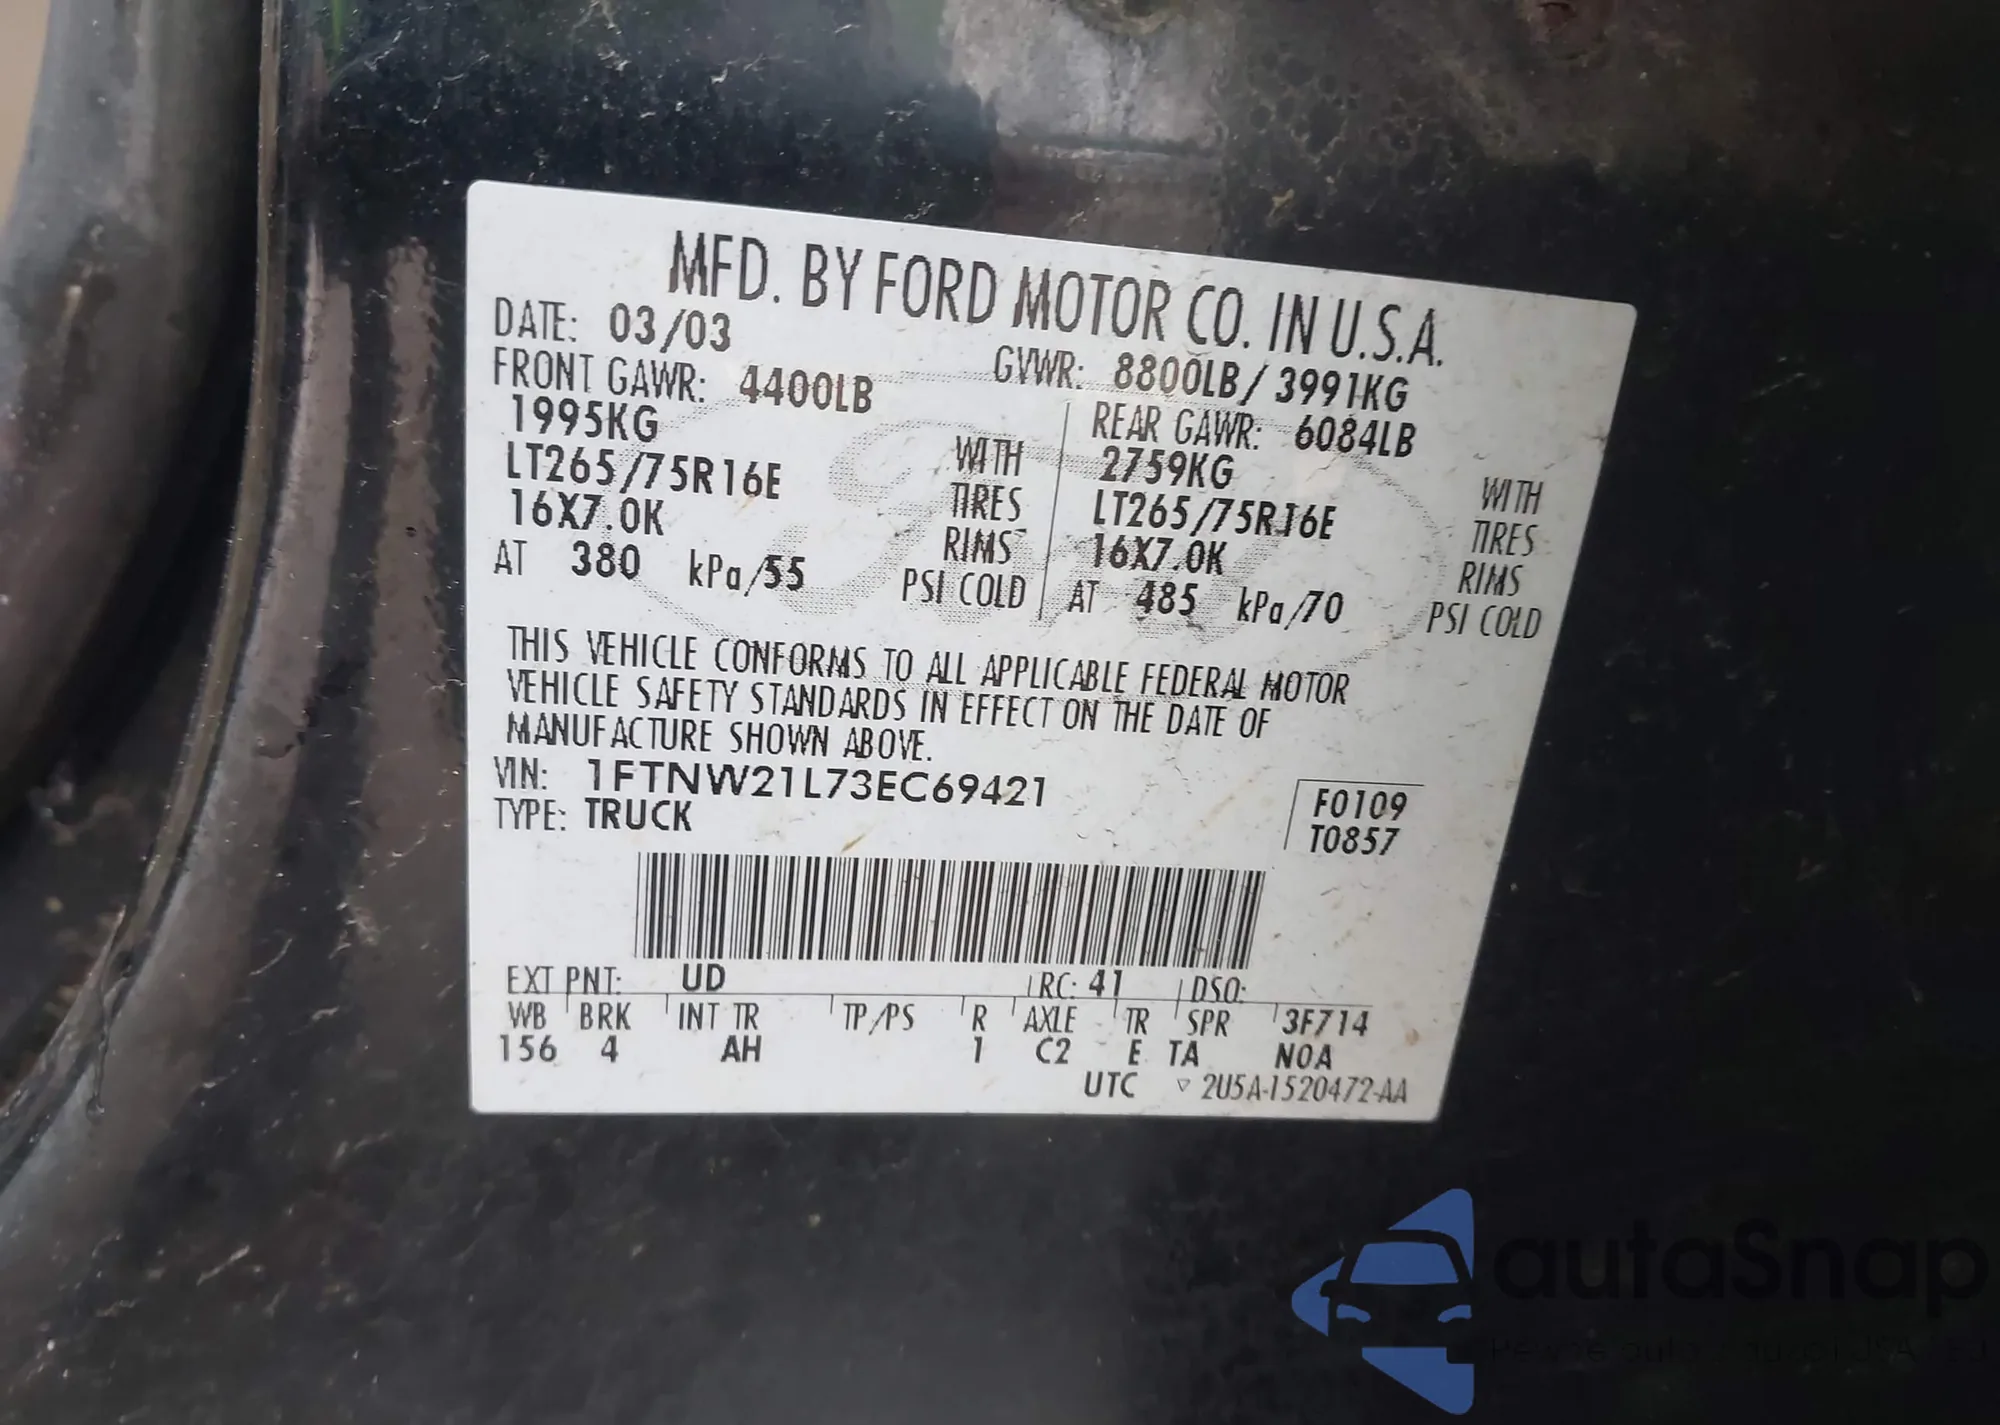 MFD. BY FORD MOTOR CO. IN U.S.A.
DATE: 03/03 GVWR: 8800LB/ 3991KG
FRONT GAWR: 4400LB REAR GAWR: 6084LB
1995KG WITH 2759KG WITH
LT265/75R16E TIRES LT265/75R16E TIRES
16X7.0K RIMS 16X7.0K RIMS
AT 380 kPa/55 PSI COLD AT 485 kPa/70 PSI COLD
THIS VEHICLE CONFORMS TO ALL APPLICABLE FEDERAL MOTOR
VEHICLE SAFETY STANDARDS IN EFFECT ON THE DATE OF
MANUFACTURE SHOWN ABOVE.
VIN: 1FTNW21L73EC69421
TYPE: TRUCK
F0109
T0857
EXT PNT: UD RC: 41 DSO:
WB BRK INT TR TP/PS R AXLE TR SPR 3F714
156 4 AH 1 C2 E TA N0A
UTC ▽ 2U5A-1520472-AA
autaSnap